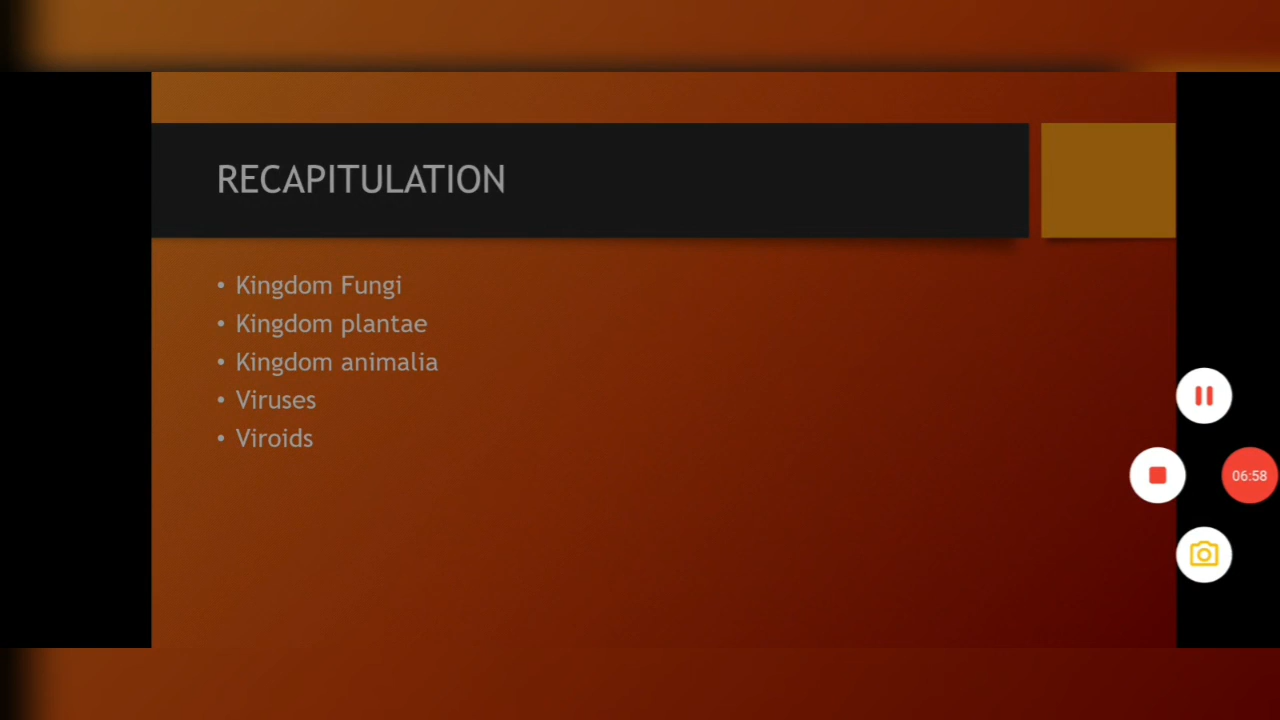 RECAPITULATION
• Kingdom Fungi
• Kingdom plantae
• Kingdom animalia
• Viruses
• Viroids
06:58